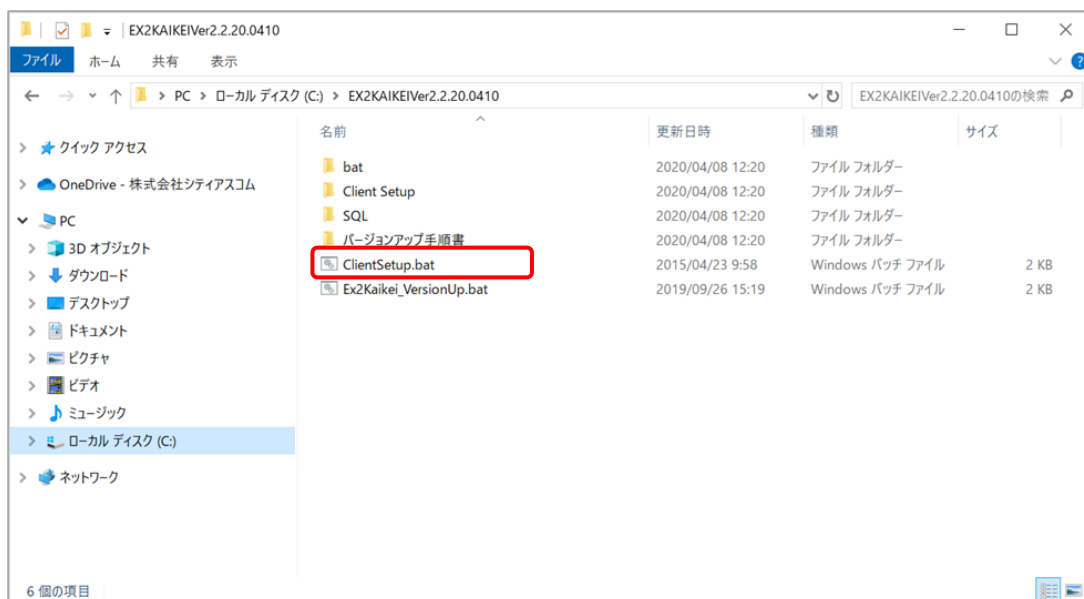 EX2KAIKEIVer2.2.20.0410
ファイル ホーム 共有 表示
PC > ローカル ディスク (C:) > EX2KAIKEIVer2.2.20.0410 EX2KAIKEIVer2.2.20.0410の検索
名前 更新日時 種類 サイズ
クイック アクセス
OneDrive - 株式会社シティアスコム
PC
3D オブジェクト
ダウンロード
デスクトップ
ドキュメント
ピクチャ
ビデオ
ミュージック
ローカル ディスク (C:)
ネットワーク
bat 2020/04/08 12:20 ファイル フォルダー
Client Setup 2020/04/08 12:20 ファイル フォルダー
SQL 2020/04/08 12:20 ファイル フォルダー
バージョンアップ手順書 2020/04/08 12:20 ファイル フォルダー
ClientSetup.bat 2015/04/23 9:58 Windows バッチ ファイル 2 KB
Ex2Kaikei_VersionUp.bat 2019/09/26 15:19 Windows バッチ ファイル 2 KB
6 個の項目